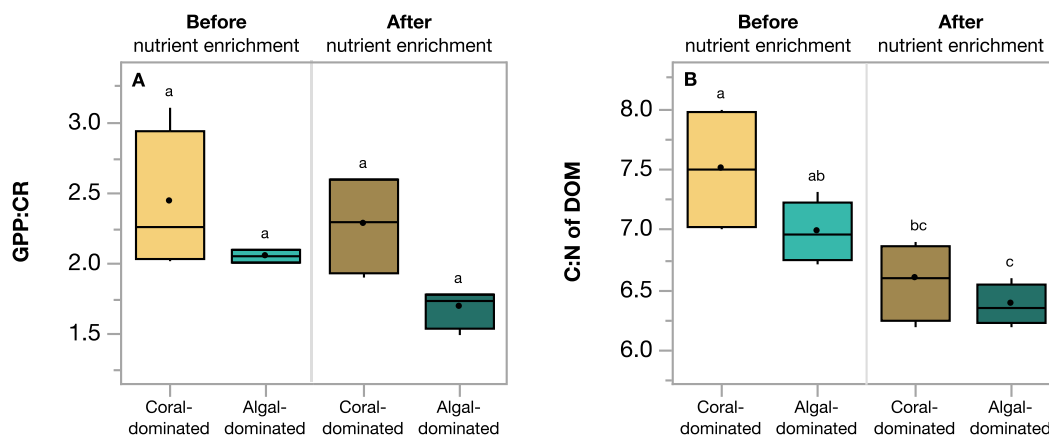 Before
nutrient enrichment
After
nutrient enrichment
A
GPP:CR
3.0
2.5
2.0
1.5
a
a
a
a
Coral-
dominated
Algal-
dominated
Coral-
dominated
Algal-
dominated
Before
nutrient enrichment
After
nutrient enrichment
B
C:N of DOM
8.0
7.5
7.0
6.5
6.0
a
ab
bc
c
Coral-
dominated
Algal-
dominated
Coral-
dominated
Algal-
dominated